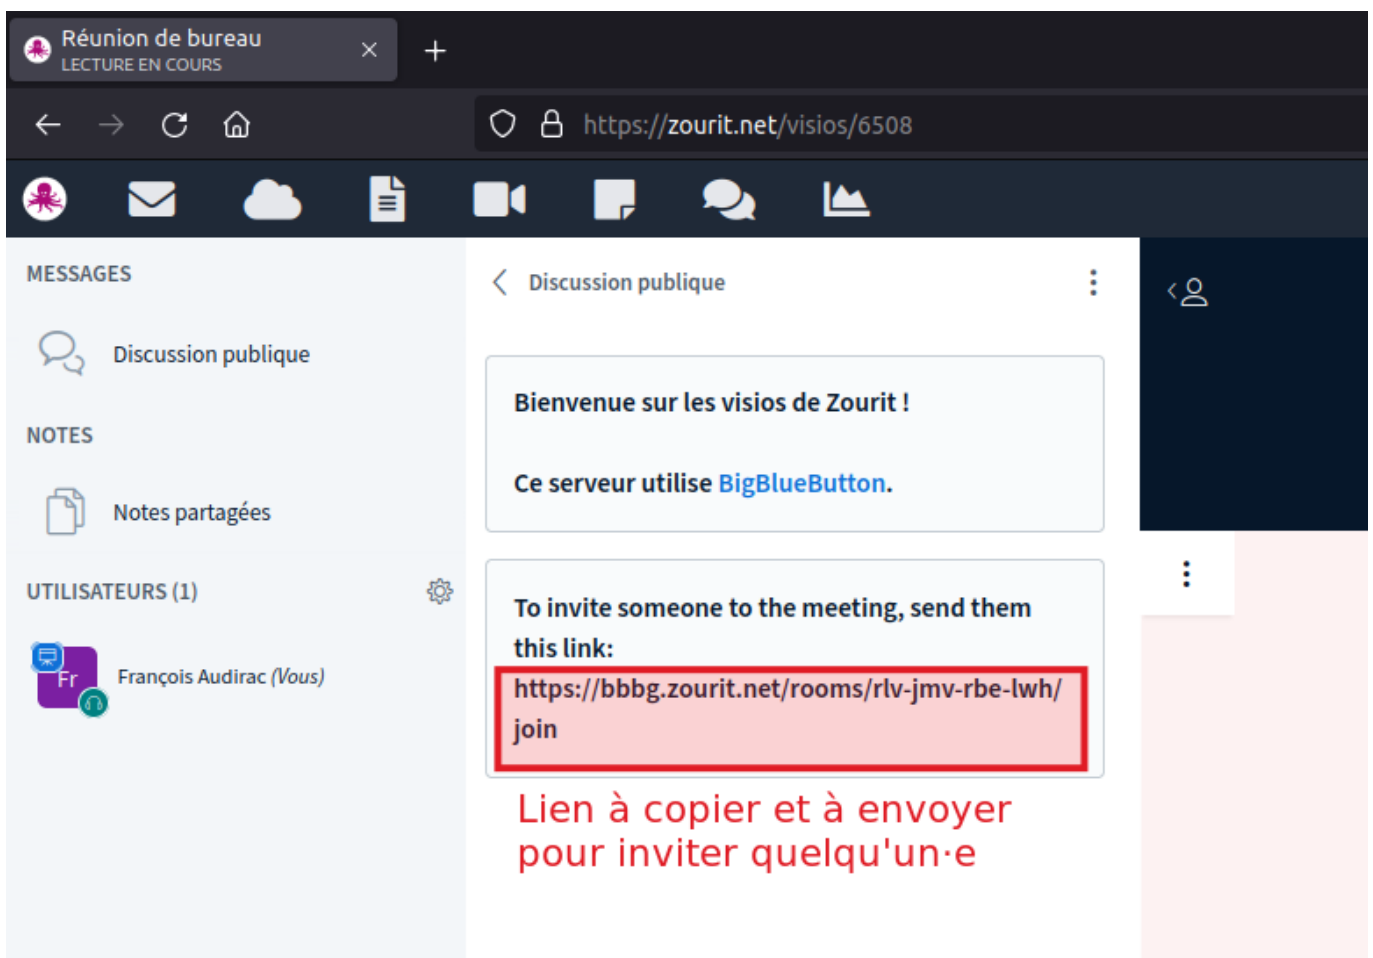 Réunion de bureau
LECTURE EN COURS
https://zourit.net/visios/6508
MESSAGES
Discussion publique
NOTES
Notes partagées
UTILISATEURS (1)
Fr
François Audirac (Vous)
Discussion publique
Bienvenue sur les visios de Zourit !
Ce serveur utilise BigBlueButton.
To invite someone to the meeting, send them
this link:
https://bbbg.zourit.net/rooms/rlv-jmv-rbe-lwh/
join
Lien à copier et à envoyer
pour inviter quelqu'un·e